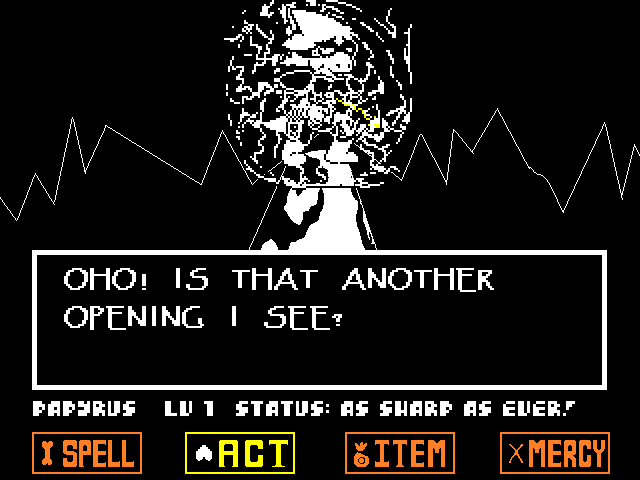 OHO! IS THAT ANOTHER
OPENING I SEE?
PAPYRUS LV 1 STATUS: AS SHARP AS EVER!
SPELL ACT ITEM MERCY